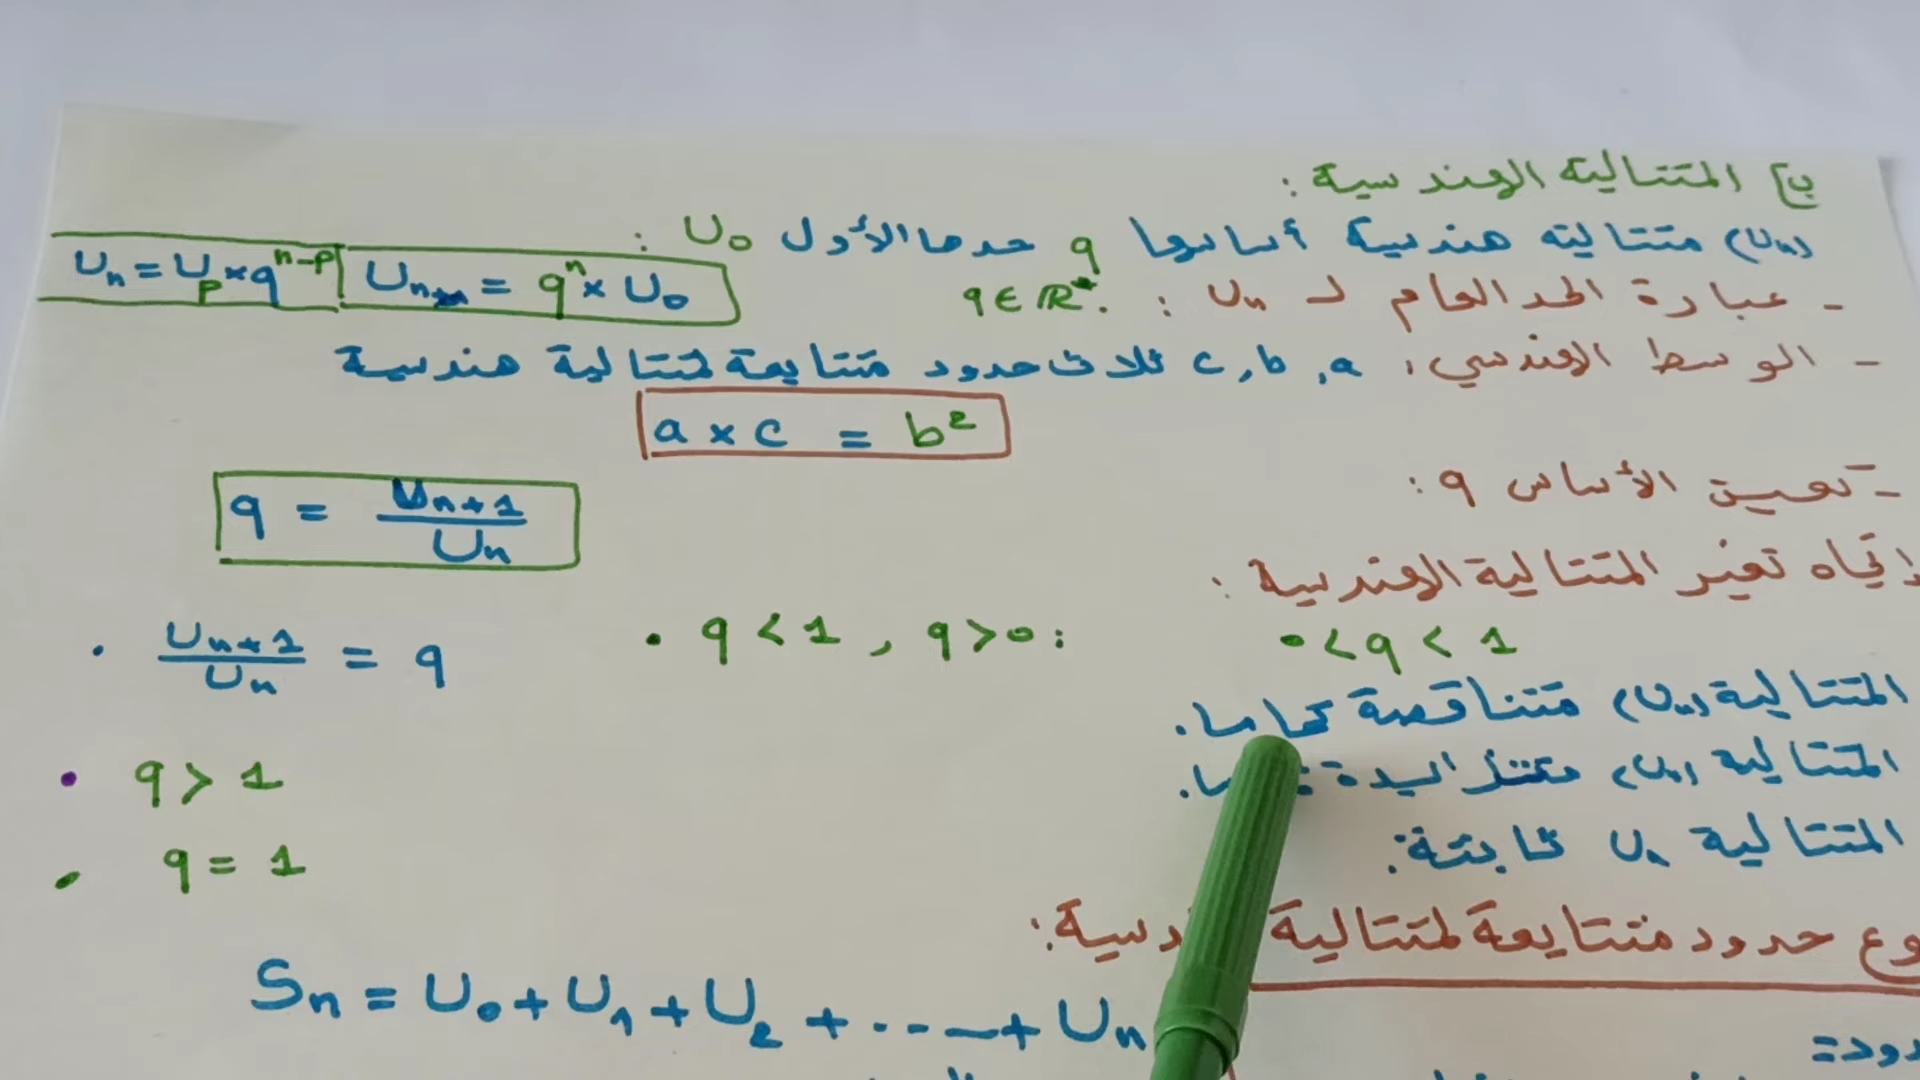 ب] المتتالية الهندسية:
(Un) متتالية هندسية أساسها q حدها الأول U0 :
- عبارة الحد العام لـ Un : q∈ℝ*. Un = q^n × U0 Un = Up × q^(n-p)
- الوسط الهندسي: a, b, c ثلاث حدود متتابعة لمتتالية هندسية
a × c = b²
- تعيين الأساس q:
q = Un+1 / Un
اتجاه تغير المتتالية الهندسية:
0 < q < 1 • q < 1 , q > 0 : • Un+1 / Un = q
المتتالية (Un) متناقصة تماما.
المتتالية (Un) متزايدة • q > 1
المتتالية Un ثابتة. • q = 1
حدود متتابعة لمتتالية
Sn = U0 + U1 + U2 + ..... + Un